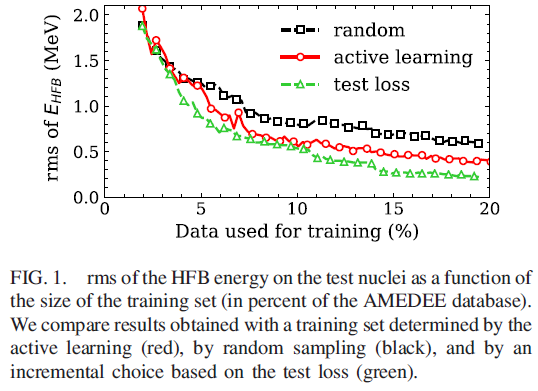 2.0
1.5
1.0
0.5
0.0
rms of E_HFB (MeV)
random
active learning
test loss
0 5 10 15 20
Data used for training (%)
FIG. 1. rms of the HFB energy on the test nuclei as a function of
the size of the training set (in percent of the AMEDEE database).
We compare results obtained with a training set determined by the
active learning (red), by random sampling (black), and by an
incremental choice based on the test loss (green).